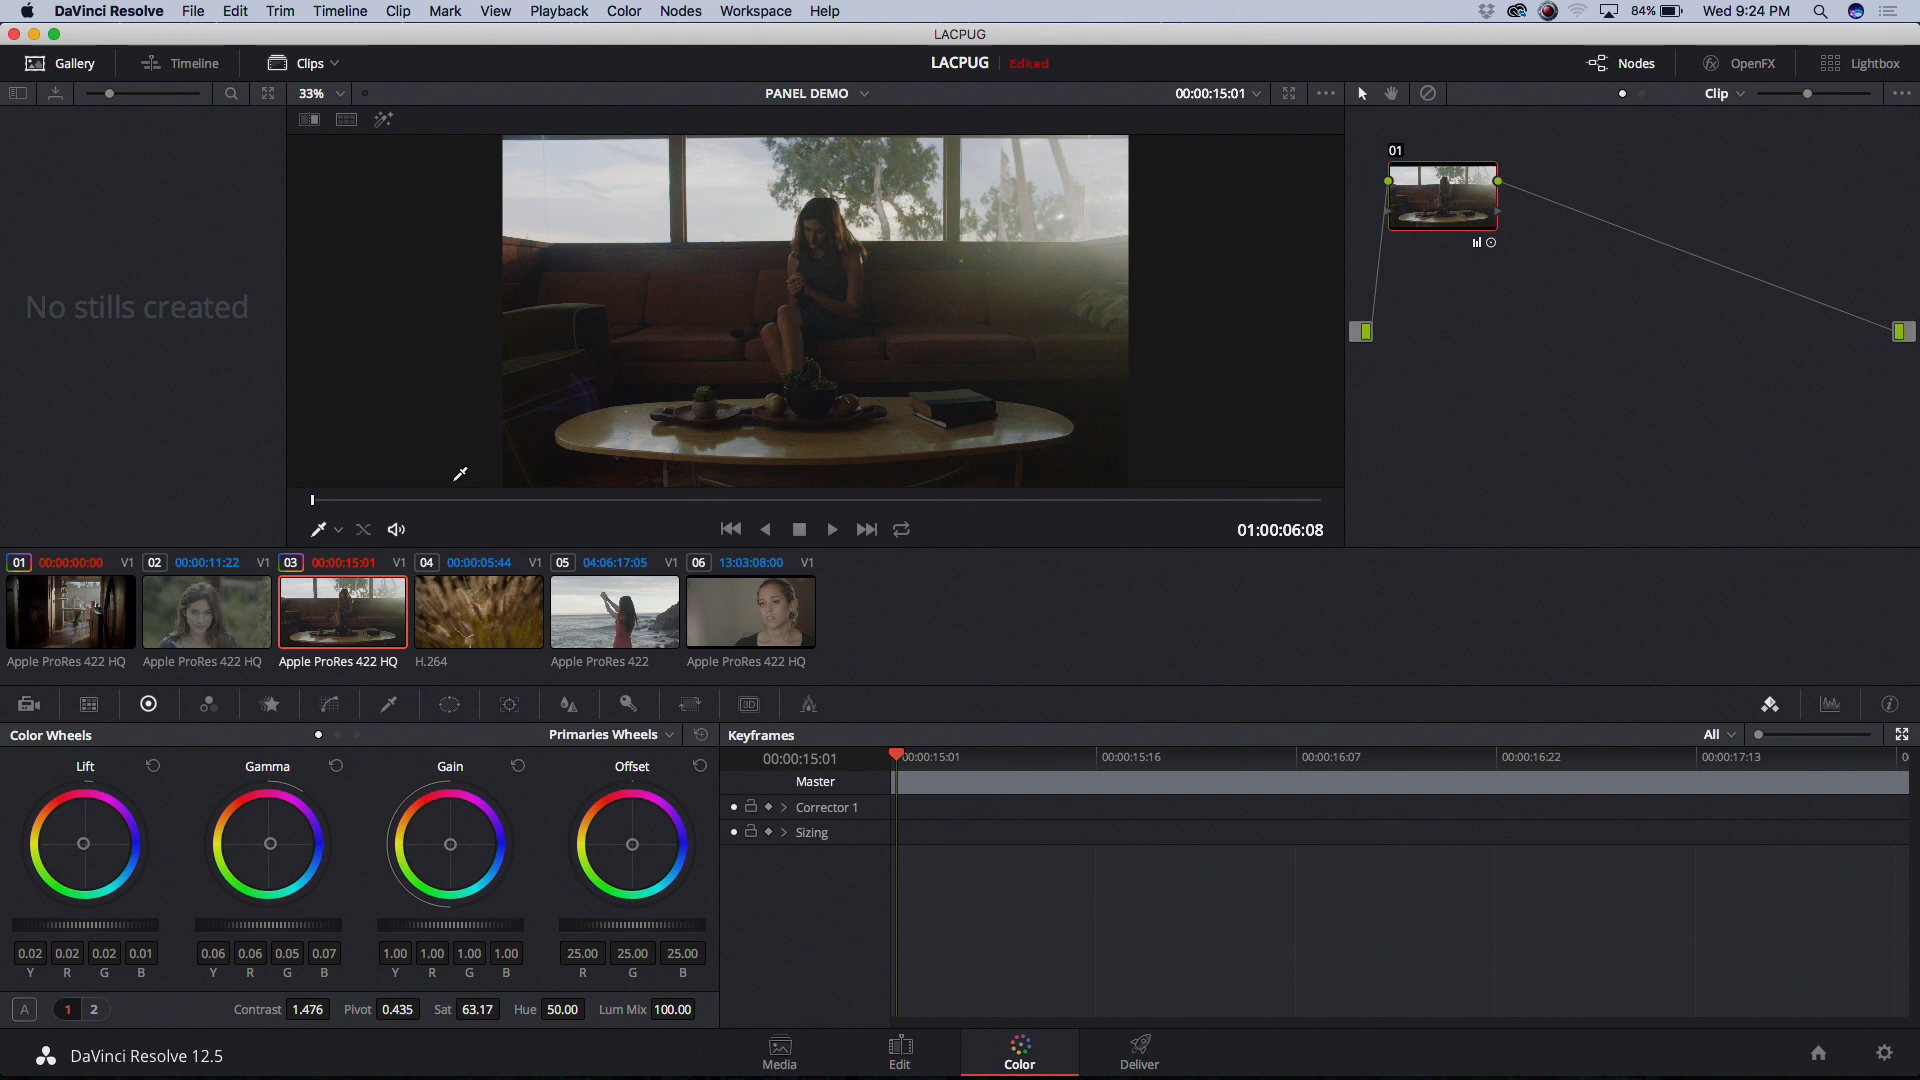 DaVinci Resolve File Edit Trim Timeline Clip Mark View Playback Color Nodes Workspace Help 84% Wed 9:24 PM
LACPUG
Gallery Timeline Clips LACPUG Edited Nodes OpenFX Lightbox
33% PANEL DEMO 00:00:15:01 Clip
01
No stills created
01:00:06:08
01 00:00:00:00 V1 02 00:00:11:22 V1 03 00:00:15:01 V1 04 00:00:05:44 V1 05 04:06:17:05 V1 06 13:03:08:00 V1
Apple ProRes 422 HQ Apple ProRes 422 HQ Apple ProRes 422 HQ H.264 Apple ProRes 422 Apple ProRes 422 HQ
3D
Color Wheels Primaries Wheels Keyframes All
00:00:15:01 00:00:15:01 00:00:15:16 00:00:16:07 00:00:16:22 00:00:17:13 0
Lift Gamma Gain Offset
Master
Corrector 1
Sizing
0.02 0.02 0.02 0.01 0.06 0.06 0.05 0.07 1.00 1.00 1.00 1.00 25.00 25.00 25.00
Y R G B Y R G B Y R G B R G B
A 1 2 Contrast 1.476 Pivot 0.435 Sat 63.17 Hue 50.00 Lum Mix 100.00
DaVinci Resolve 12.5
Media Edit Color Deliver